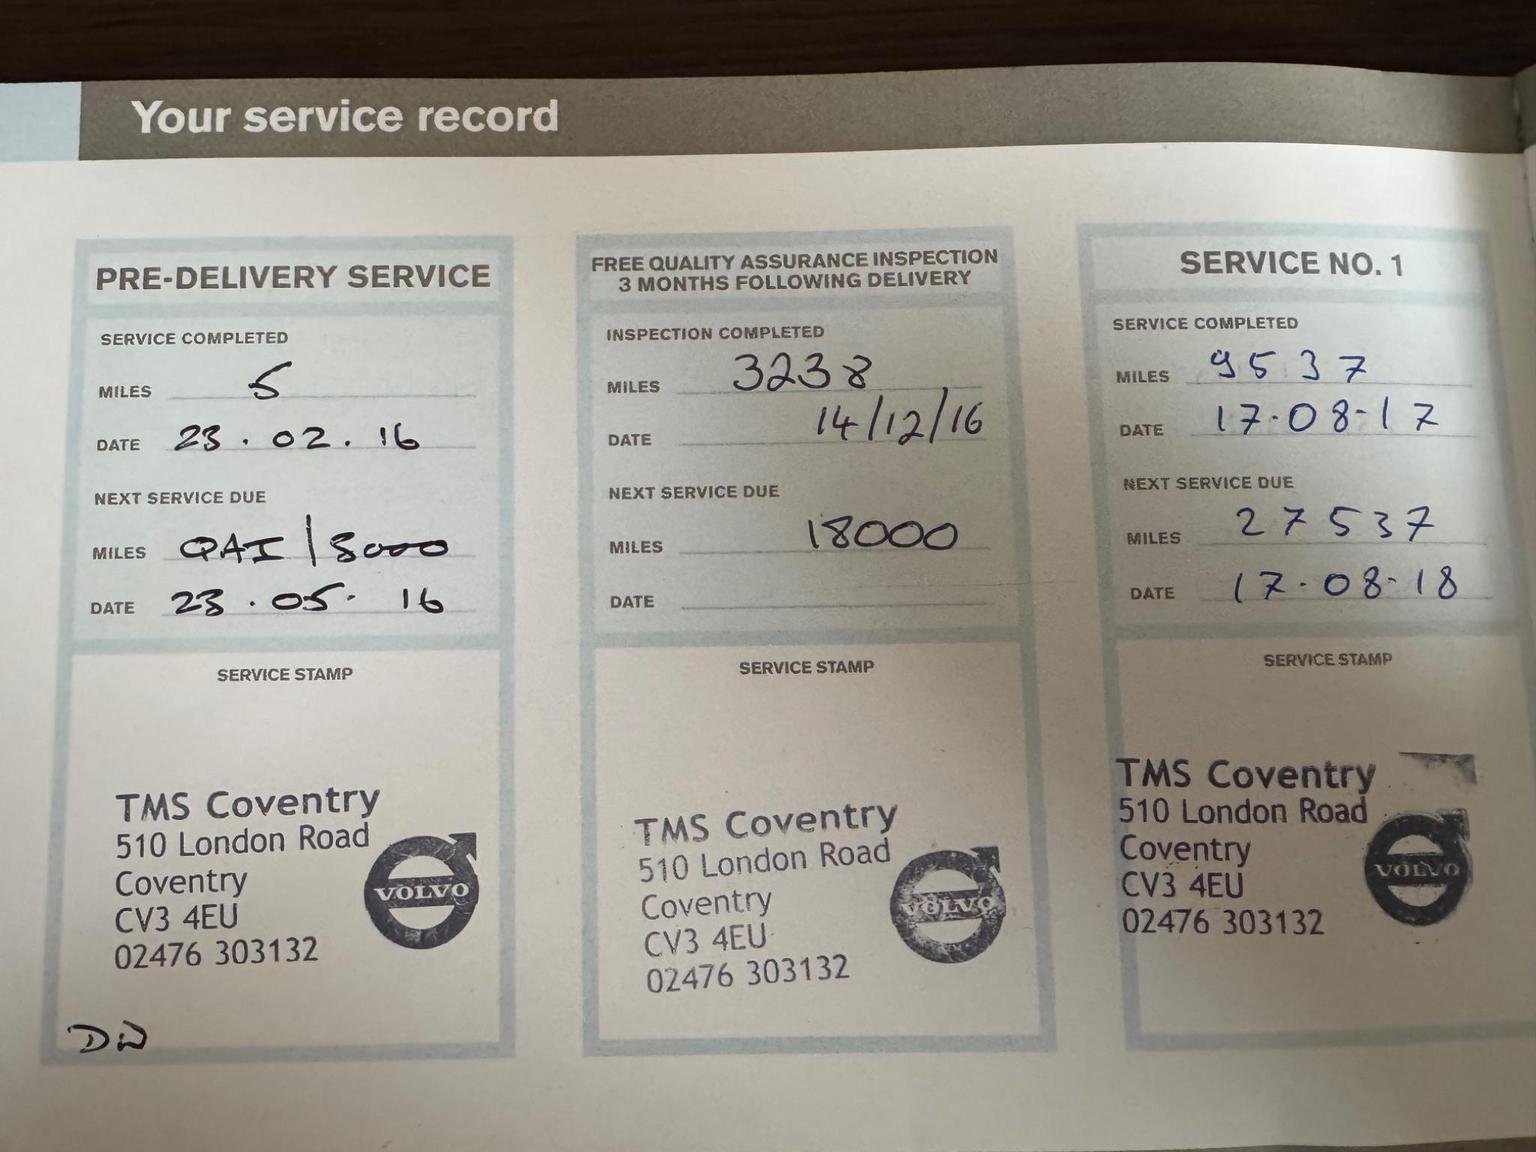 Your service record
PRE-DELIVERY SERVICE
SERVICE COMPLETED
MILES 5
DATE 23.02.16
NEXT SERVICE DUE
MILES QAI/8000
DATE 23.05.16
SERVICE STAMP
TMS Coventry
510 London Road
Coventry
CV3 4EU
02476 303132
VOLVO
DW
FREE QUALITY ASSURANCE INSPECTION
3 MONTHS FOLLOWING DELIVERY
INSPECTION COMPLETED
MILES 3238
DATE 14/12/16
NEXT SERVICE DUE
MILES 18000
DATE
SERVICE STAMP
TMS Coventry
510 London Road
Coventry
CV3 4EU
02476 303132
VOLVO
SERVICE NO. 1
SERVICE COMPLETED
MILES 9537
DATE 17-08-17
NEXT SERVICE DUE
MILES 27537
DATE 17-08-18
SERVICE STAMP
TMS Coventry
510 London Road
Coventry
CV3 4EU
02476 303132
VOLVO